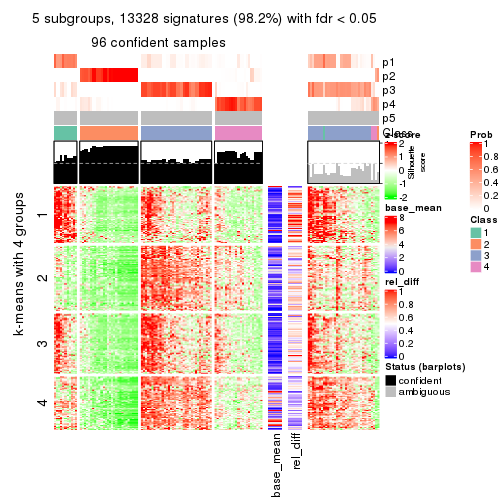 5 subgroups, 13328 signatures (98.2%) with fdr < 0.05
96 confident samples
p1
p2
p3
p4
p5
Class
z-score
2
1
0
-1
-2
Silhouette
score
Prob
1
0.8
0.6
0.4
0.2
0
base_mean
8
6
4
2
0
Class
1
2
3
4
rel_diff
1
0.8
0.6
0.4
0.2
0
Status (barplots)
confident
ambiguous
k-means with 4 groups
1
2
3
4
base_mean
rel_diff